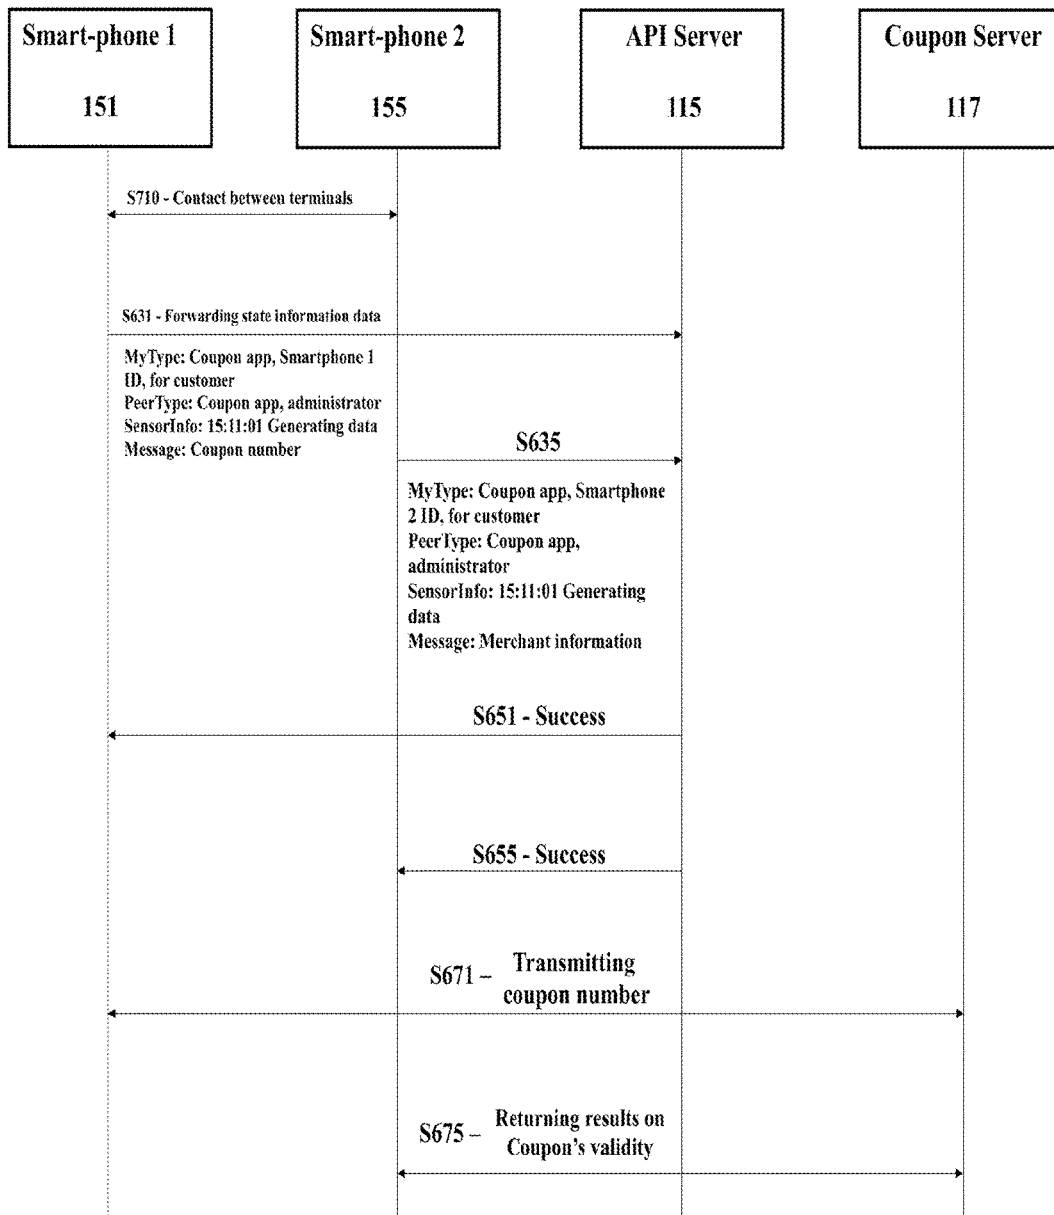 Smart-phone 1
151
Smart-phone 2
155
API Server
115
Coupon Server
117
S710 - Contact between terminals
S631 - Forwarding state information data
MyType: Coupon app, Smartphone 1
ID, for customer
PeerType: Coupon app, administrator
SensorInfo: 15:11:01 Generating data
Message: Coupon number
S635
MyType: Coupon app, Smartphone
2 ID, for customer
PeerType: Coupon app,
administrator
SensorInfo: 15:11:01 Generating
data
Message: Merchant information
S651 - Success
S655 - Success
S671 – Transmitting
coupon number
S675 – Returning results on
Coupon's validity